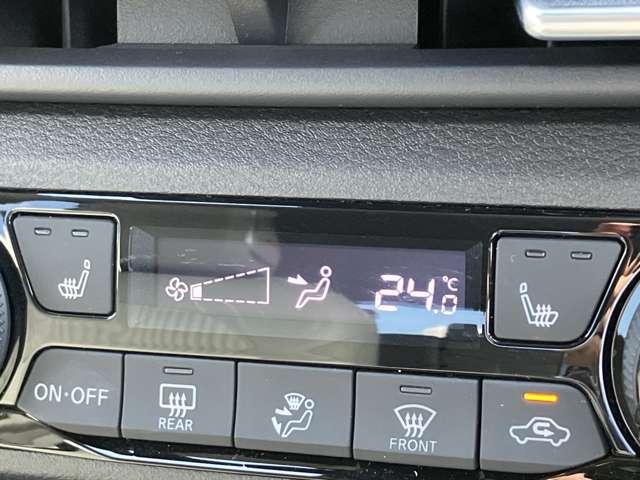 24.0 °C
ON·OFF
REAR
FRONT